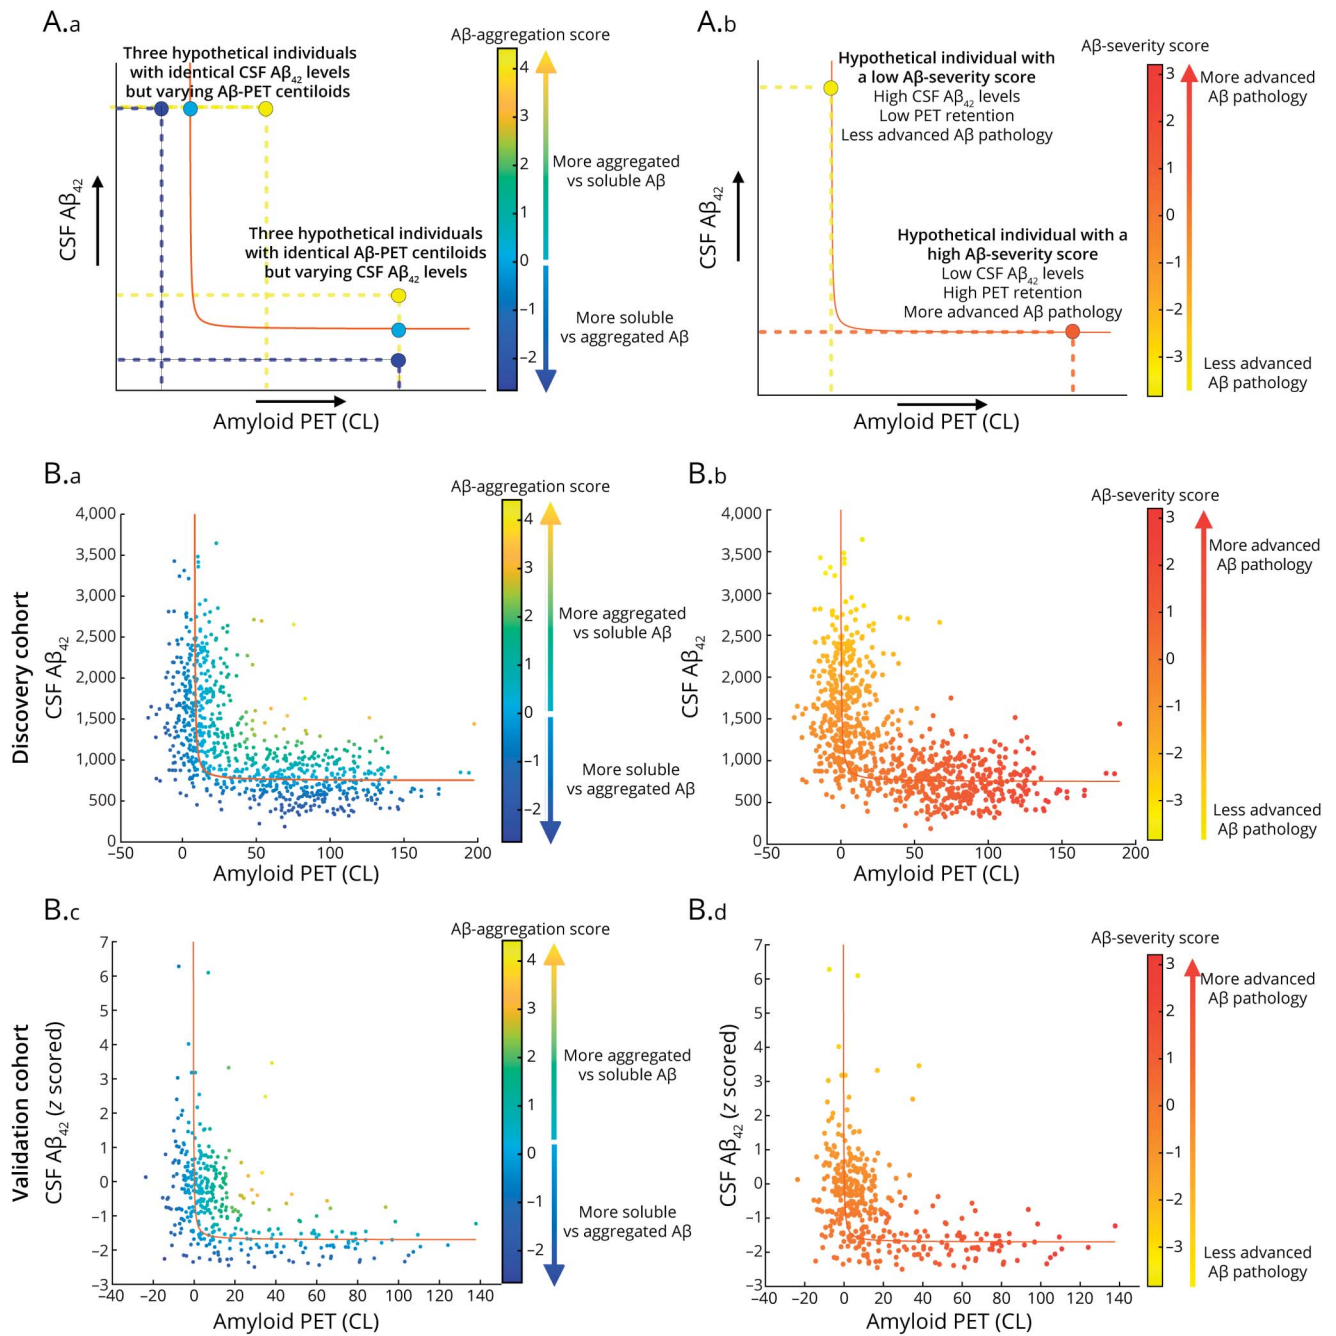 A.a
Three hypothetical individuals
with identical CSF Aβ42 levels
but varying Aβ-PET centiloids
Three hypothetical individuals
with identical Aβ-PET centiloids
but varying CSF Aβ42 levels
CSF Aβ42
Amyloid PET (CL)
Aβ-aggregation score
4
3
2
1
0
−1
−2
More aggregated
vs soluble Aβ
More soluble
vs aggregated Aβ
A.b
Hypothetical individual with
a low Aβ-severity score
High CSF Aβ42 levels
Low PET retention
Less advanced Aβ pathology
Hypothetical individual with a
high Aβ-severity score
Low CSF Aβ42 levels
High PET retention
More advanced Aβ pathology
CSF Aβ42
Amyloid PET (CL)
Aβ-severity score
3
2
1
0
−1
−2
−3
More advanced
Aβ pathology
Less advanced
Aβ pathology
Discovery cohort
B.a
CSF Aβ42
4,000
3,500
3,000
2,500
2,000
1,500
1,000
500
0
−50
0
50
100
150
200
Amyloid PET (CL)
Aβ-aggregation score
4
3
2
1
0
−1
−2
More aggregated
vs soluble Aβ
More soluble
vs aggregated Aβ
B.b
CSF Aβ42
4,000
3,500
3,000
2,500
2,000
1,500
1,000
500
0
−50
0
50
100
150
200
Amyloid PET (CL)
Aβ-severity score
3
2
1
0
−1
−2
−3
More advanced
Aβ pathology
Less advanced
Aβ pathology
Validation cohort
B.c
CSF Aβ42 (z scored)
7
6
5
4
3
2
1
0
−1
−2
−3
−40
−20
0
20
40
60
80
100
120
140
Amyloid PET (CL)
Aβ-aggregation score
4
3
2
1
0
−1
−2
More aggregated
vs soluble Aβ
More soluble
vs aggregated Aβ
B.d
CSF Aβ42 (z scored)
7
6
5
4
3
2
1
0
−1
−2
−3
−40
−20
0
20
40
60
80
100
120
140
Amyloid PET (CL)
Aβ-severity score
3
2
1
0
−1
−2
−3
More advanced
Aβ pathology
Less advanced
Aβ pathology